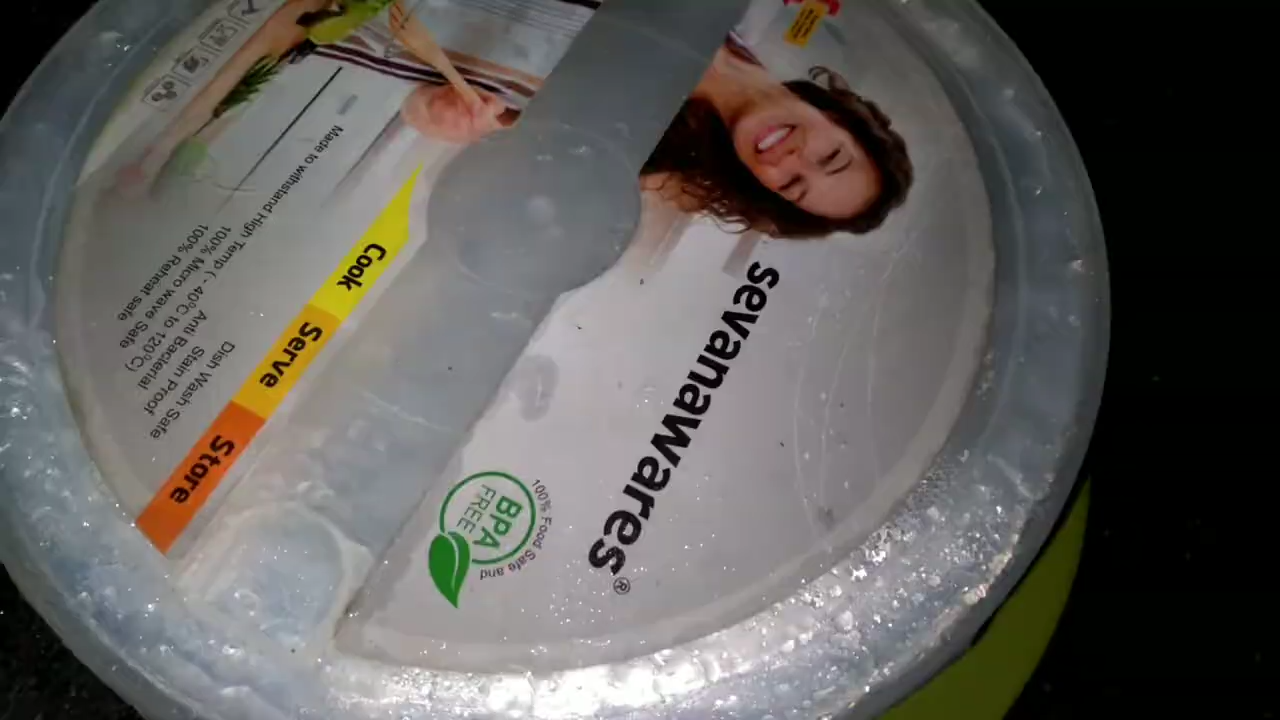 sevanawares®
100% Food Safe and
BPA
FREE
Cook
Serve
Store
Made to withstand High Temp ( - 40°C to 120°C)
100% Micro wave Safe
100% Reheat safe
Dish Wash Safe
Stain Proof
Anti Bacterial